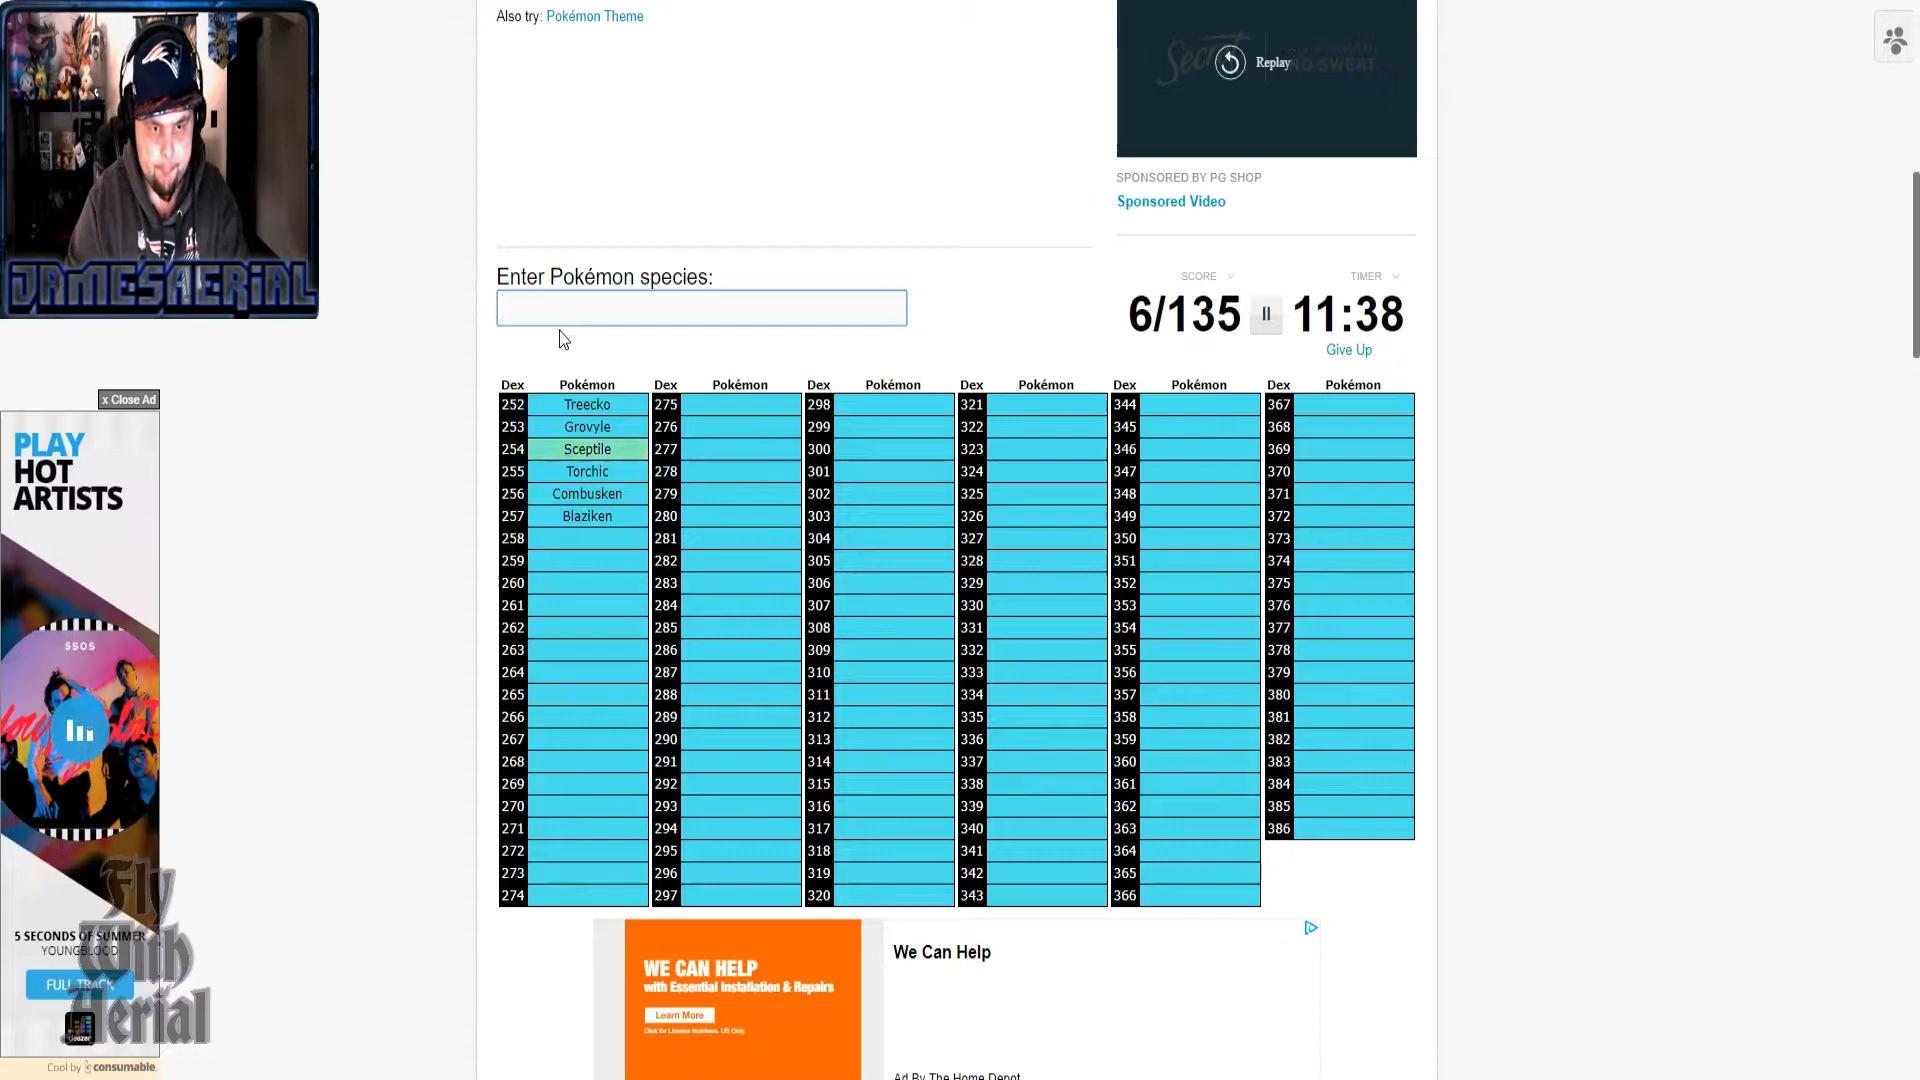 Also try: Pokémon Theme
Replay
SPONSORED BY PG SHOP
Sponsored Video
JAMESAERIAL
Enter Pokémon species:
SCORE
TIMER
6/135
11:38
Give Up
x Close Ad
PLAY
HOT
ARTISTS
5SOS
5 SECONDS OF SUMMER
YOUNGBLOOD
FULL TRACK
deezer
Cool by consumable.
Fly
With
Aerial
Dex Pokémon Dex Pokémon Dex Pokémon Dex Pokémon Dex Pokémon Dex Pokémon
252 Treecko 275 298 321 344 367
253 Grovyle 276 299 322 345 368
254 Sceptile 277 300 323 346 369
255 Torchic 278 301 324 347 370
256 Combusken 279 302 325 348 371
257 Blaziken 280 303 326 349 372
258 281 304 327 350 373
259 282 305 328 351 374
260 283 306 329 352 375
261 284 307 330 353 376
262 285 308 331 354 377
263 286 309 332 355 378
264 287 310 333 356 379
265 288 311 334 357 380
266 289 312 335 358 381
267 290 313 336 359 382
268 291 314 337 360 383
269 292 315 338 361 384
270 293 316 339 362 385
271 294 317 340 363 386
272 295 318 341 364
273 296 319 342 365
274 297 320 343 366
WE CAN HELP
with Essential Installation & Repairs
Learn More
Click for License Numbers. US Only.
We Can Help
Ad By The Home Depot